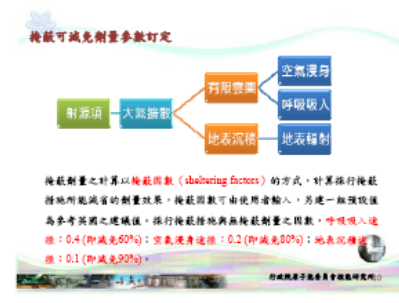 掩蔽可減免劑量參數訂定
空氣浸身
有限雲團
射源項
大氣擴散
呼吸吸入
地表沉積
地表輻射
掩蔽劑量之計算以掩蔽因數（sheltering factors）的方式，計算採行掩蔽
措施所能減省的劑量效果。掩蔽因數可由使用者輸入，另建一組預設值
為參考英國之建議值。採行掩蔽措施與無掩蔽劑量之因數，呼吸吸入途
徑：0.4 (即減免60%)；空氣浸身途徑：0.2 (即減免80%)；地表沉積途
徑：0.1 (即減免90%)。
行政院原子能委員會核能研究所